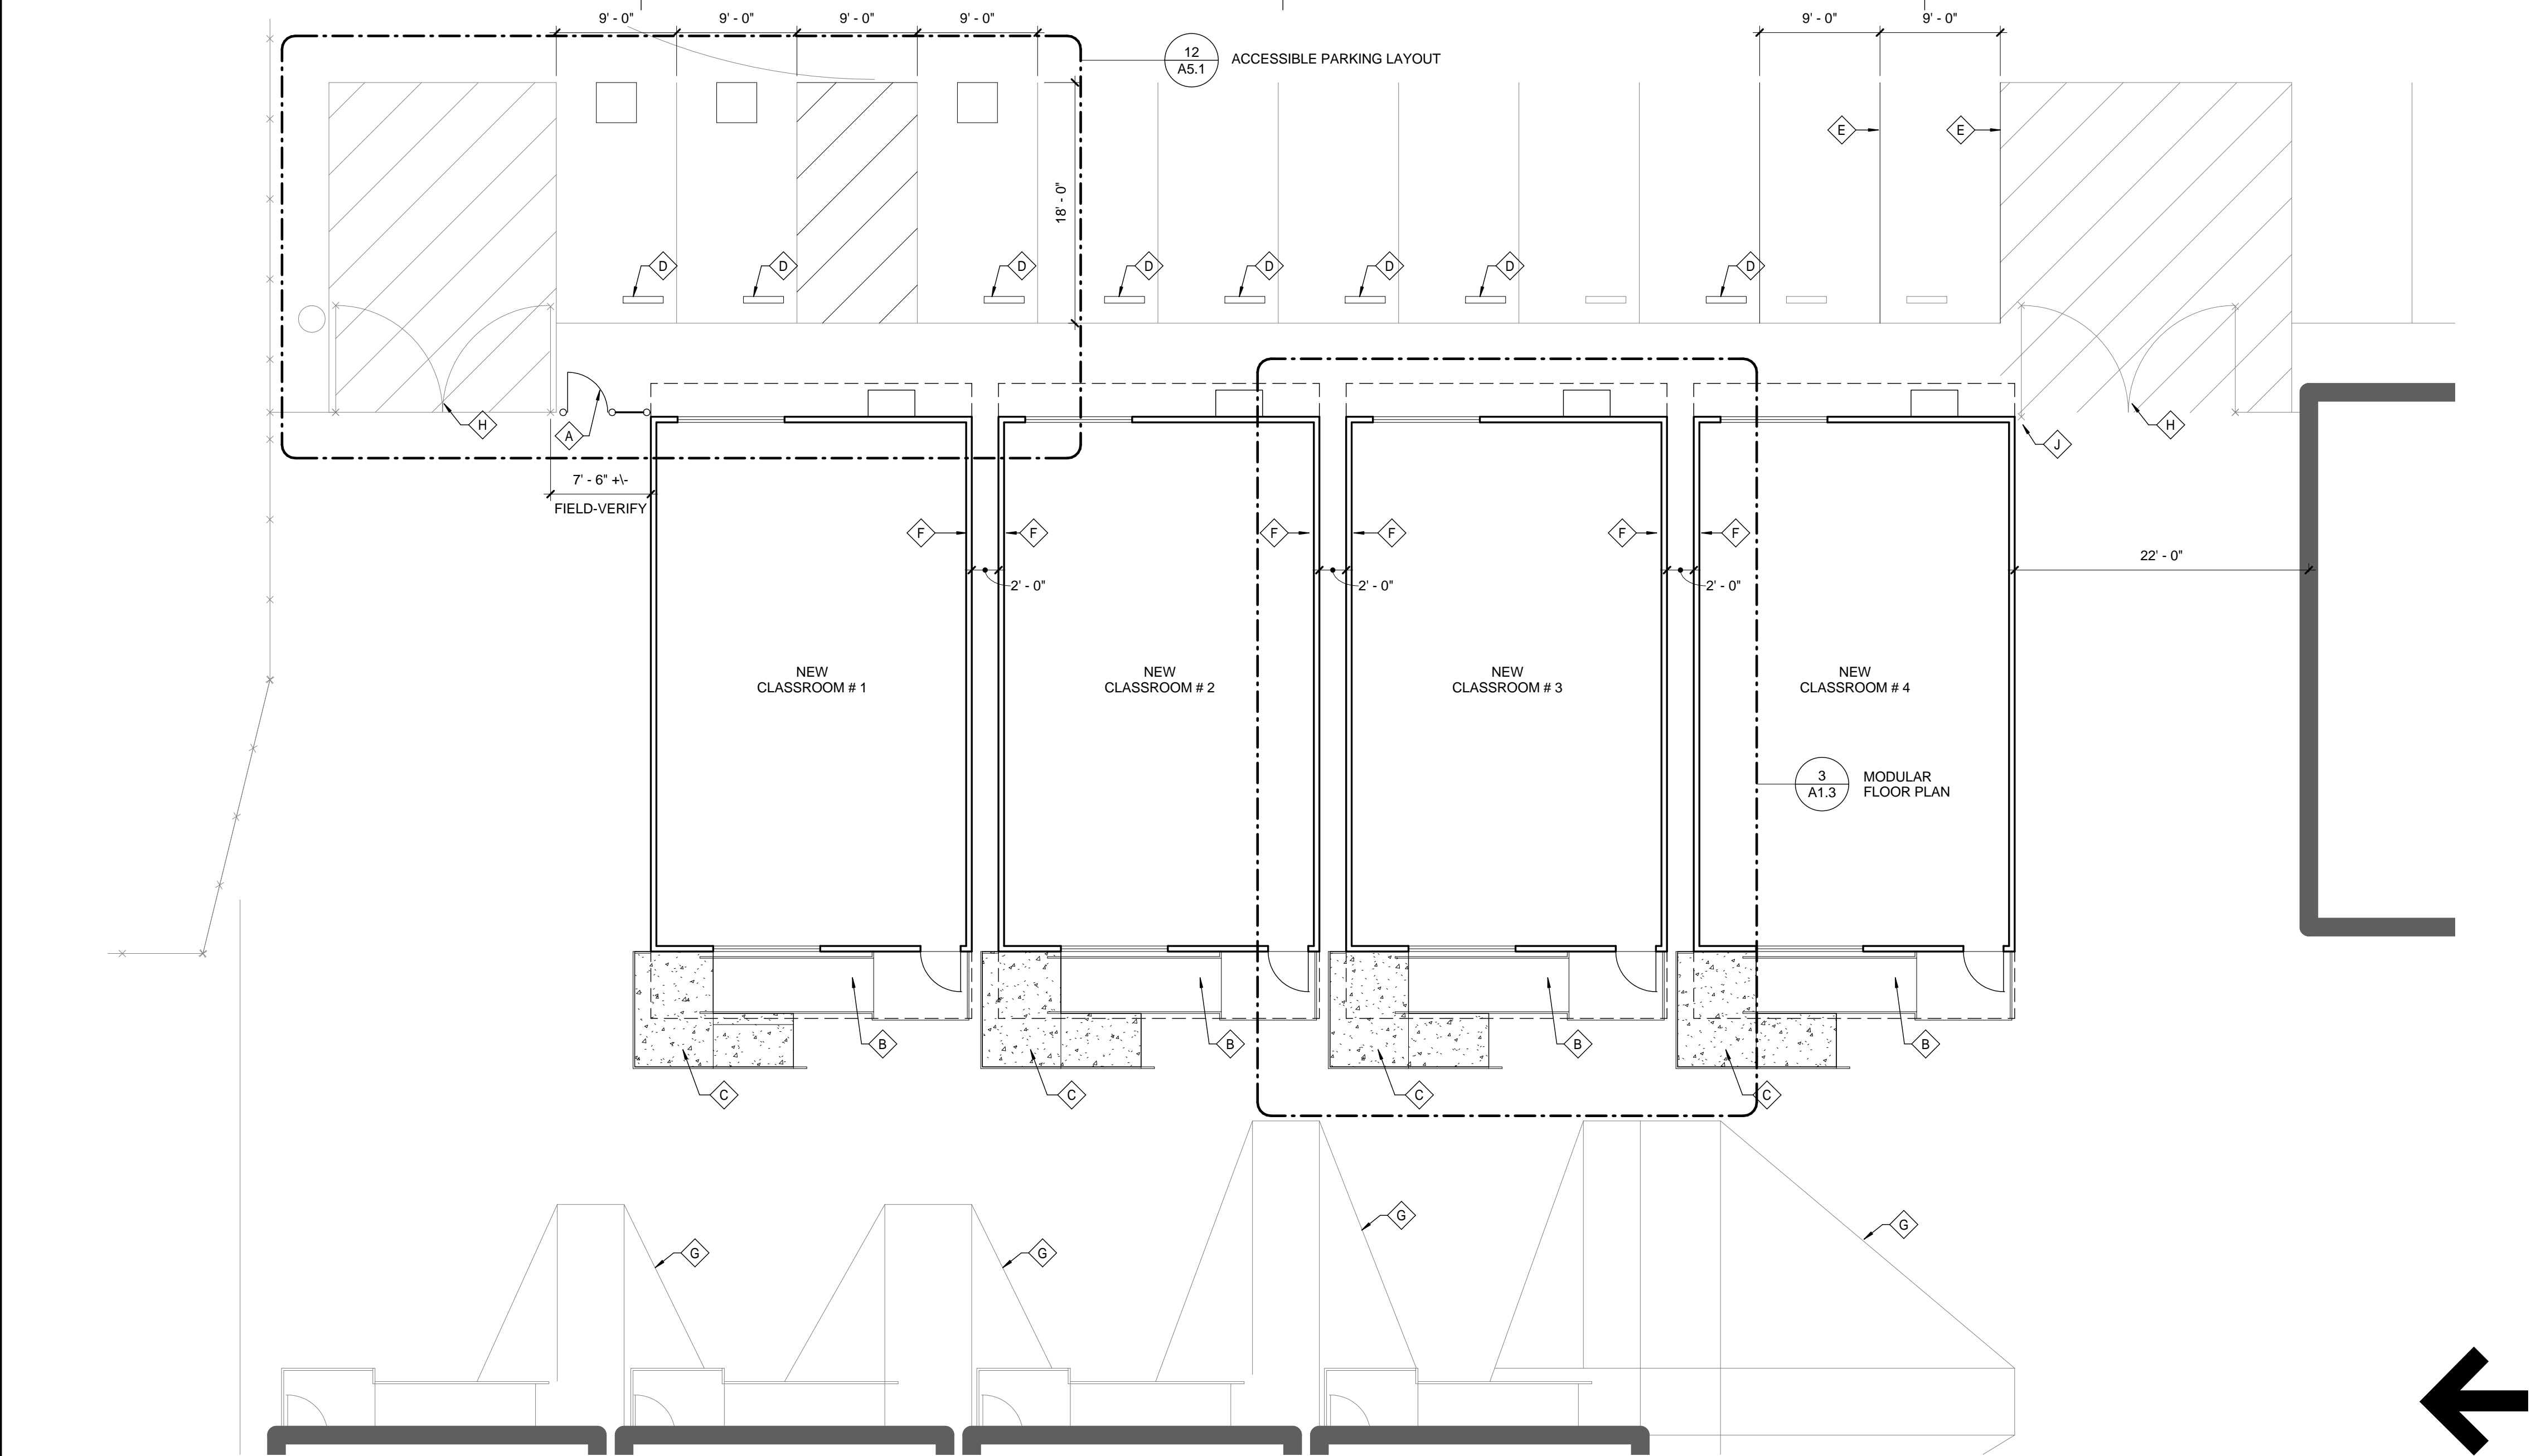 9' - 0" 9' - 0" 9' - 0" 9' - 0" 9' - 0" 9' - 0"
12
A5.1
ACCESSIBLE PARKING LAYOUT
E E
18' - 0"
D D D D D D D D
H A J H
7' - 6" +\-
FIELD-VERIFY
F F F F F F
22' - 0"
2' - 0" 2' - 0" 2' - 0"
NEW
CLASSROOM # 1
NEW
CLASSROOM # 2
NEW
CLASSROOM # 3
NEW
CLASSROOM # 4
3
A1.3
MODULAR
FLOOR PLAN
B B B B
C C C C
G G G G